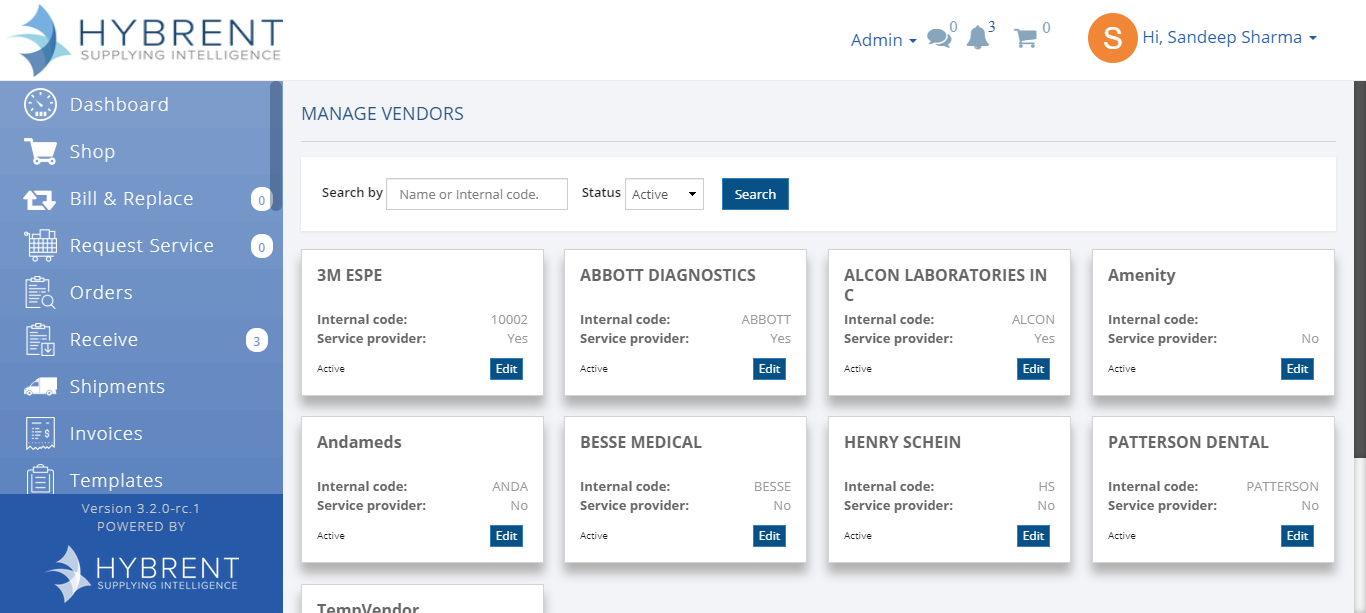 HYBRENT
SUPPLYING INTELLIGENCE
Admin 0 3 0
S Hi, Sandeep Sharma
Dashboard
Shop
Bill & Replace 0
Request Service 0
Orders
Receive 3
Shipments
Invoices
Templates
Version 3.2.0-rc.1
POWERED BY
HYBRENT
SUPPLYING INTELLIGENCE
MANAGE VENDORS
Search by Name or Internal code. Status Active Search
3M ESPE
Internal code: 10002
Service provider: Yes
Active Edit
ABBOTT DIAGNOSTICS
Internal code: ABBOTT
Service provider: Yes
Active Edit
ALCON LABORATORIES IN
C
Internal code: ALCON
Service provider: Yes
Active Edit
Amenity
Internal code:
Service provider: No
Active Edit
Andameds
Internal code: ANDA
Service provider: No
Active Edit
BESSE MEDICAL
Internal code: BESSE
Service provider: No
Active Edit
HENRY SCHEIN
Internal code: HS
Service provider: No
Active Edit
PATTERSON DENTAL
Internal code: PATTERSON
Service provider: No
Active Edit
TempVendor